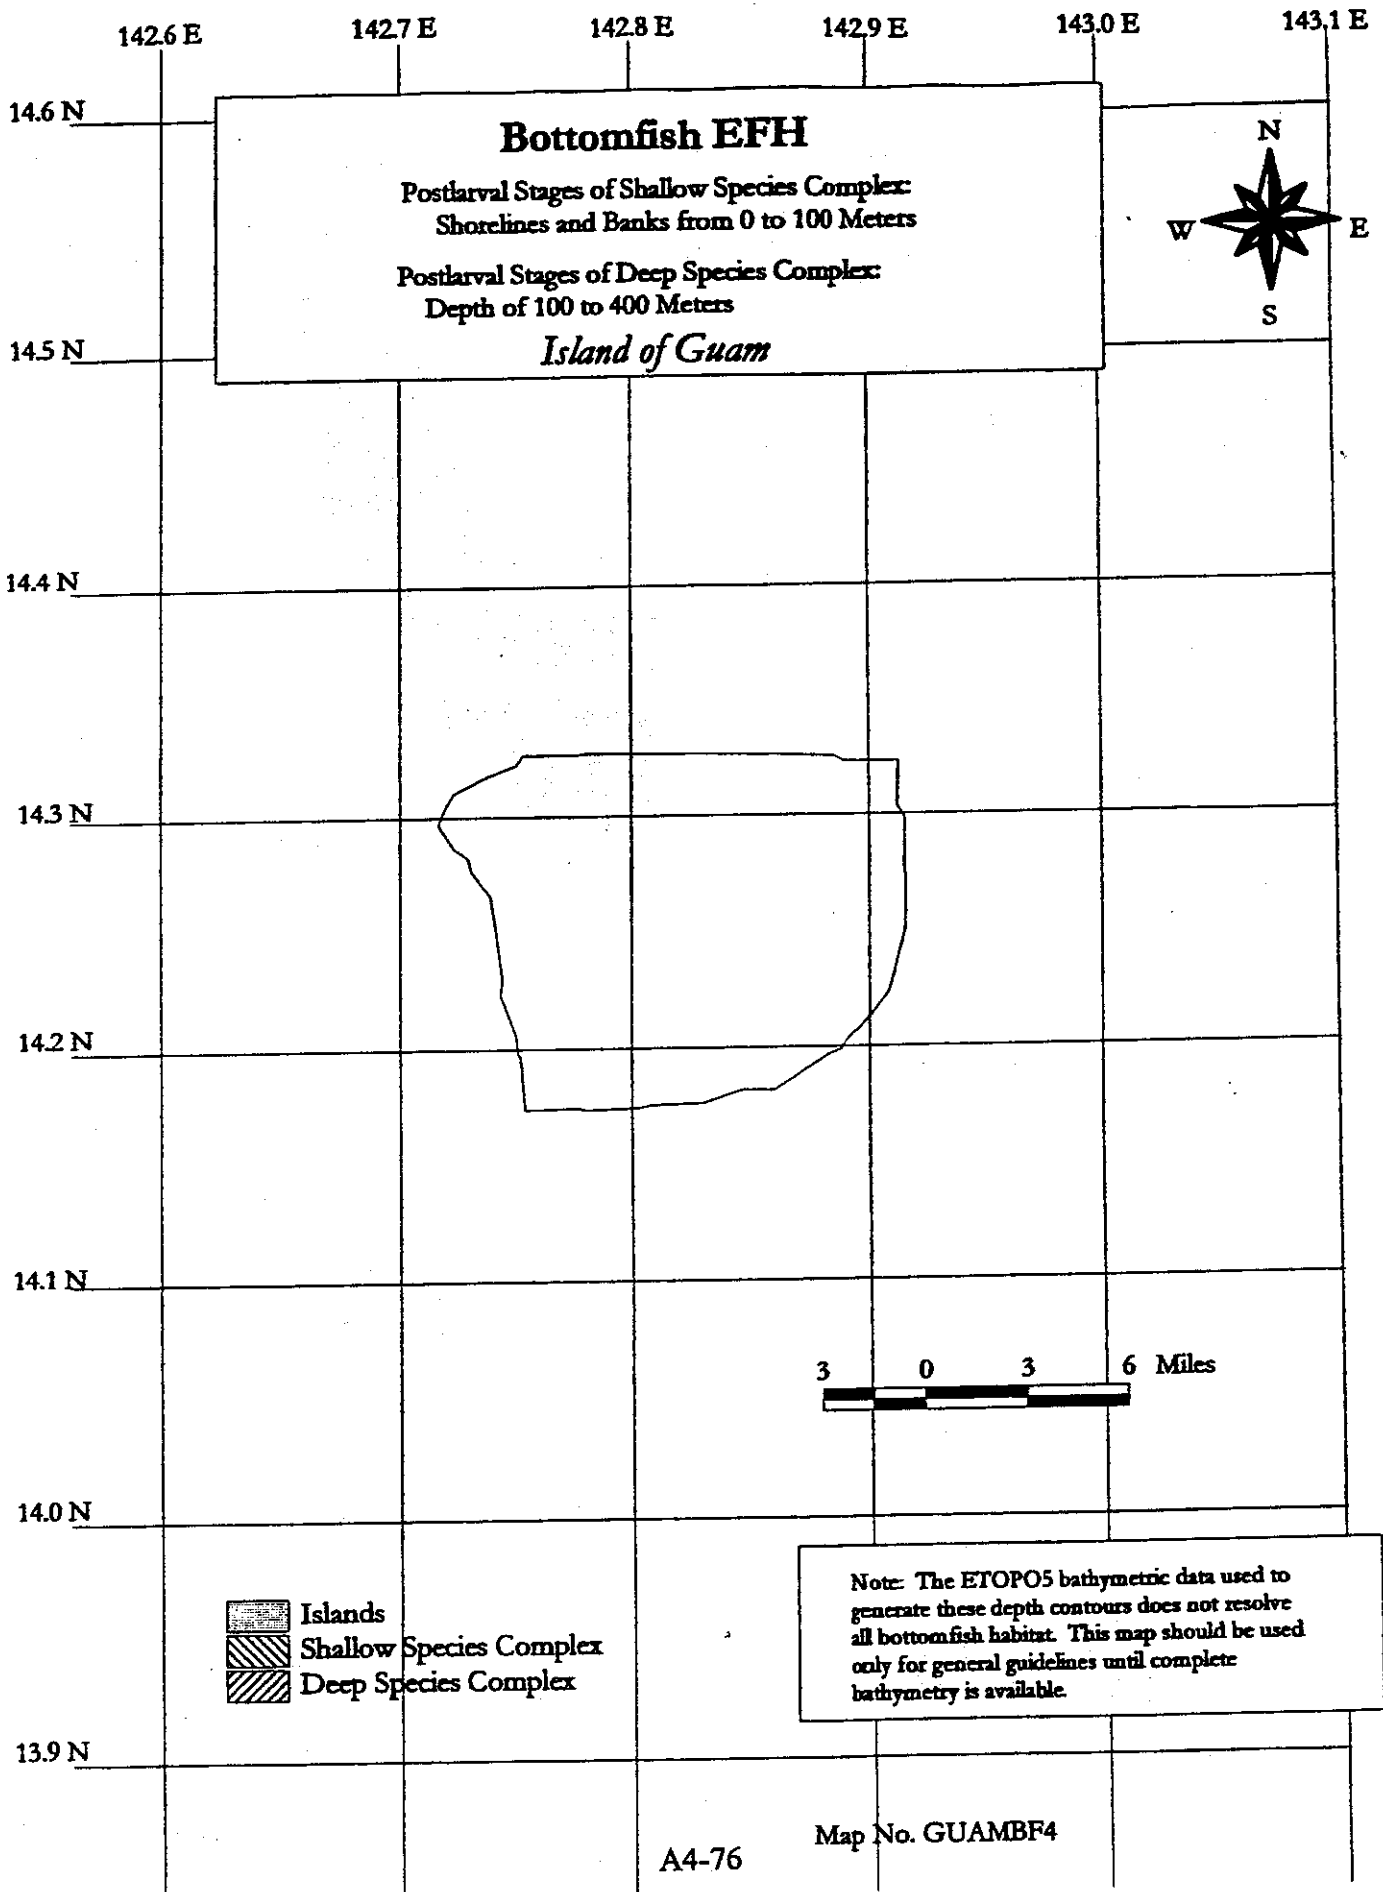 142.6 E 142.7 E 142.8 E 142.9 E 143.0 E 143.1 E
14.6 N
Bottomfish EFH
Postlarval Stages of Shallow Species Complex:
Shorelines and Banks from 0 to 100 Meters
Postlarval Stages of Deep Species Complex:
Depth of 100 to 400 Meters
Island of Guam
N
W E
S
14.5 N
14.4 N
14.3 N
14.2 N
14.1 N
3 0 3 6 Miles
14.0 N
Islands
Shallow Species Complex
Deep Species Complex
Note: The ETOPO5 bathymetric data used to
generate these depth contours does not resolve
all bottomfish habitat. This map should be used
only for general guidelines until complete
bathymetry is available.
13.9 N
Map No. GUAMBF4
A4-76